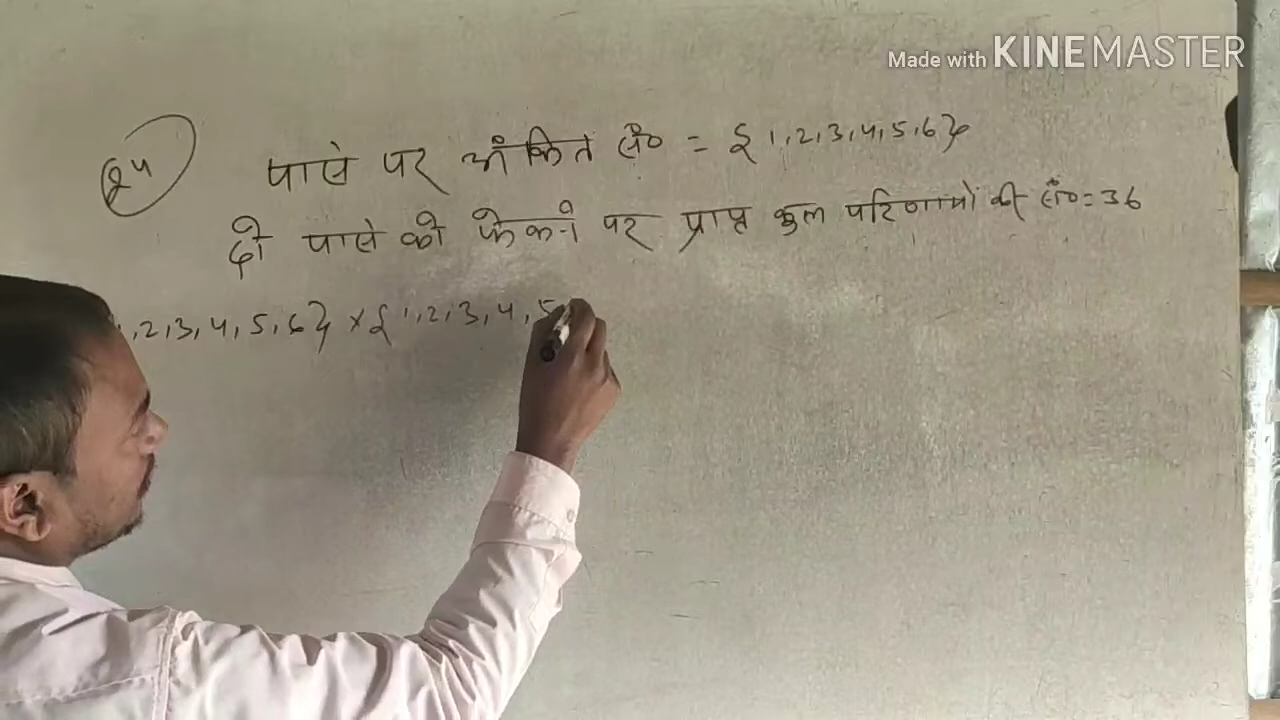 Made with KINEMASTER
24
पासे पर अंकित सं० = {1,2,3,4,5,6}
दो पासे को फेकने पर प्राप्त कुल परिणामो की सं० = 36
,2,3,4,5,6} × {1,2,3,4,5